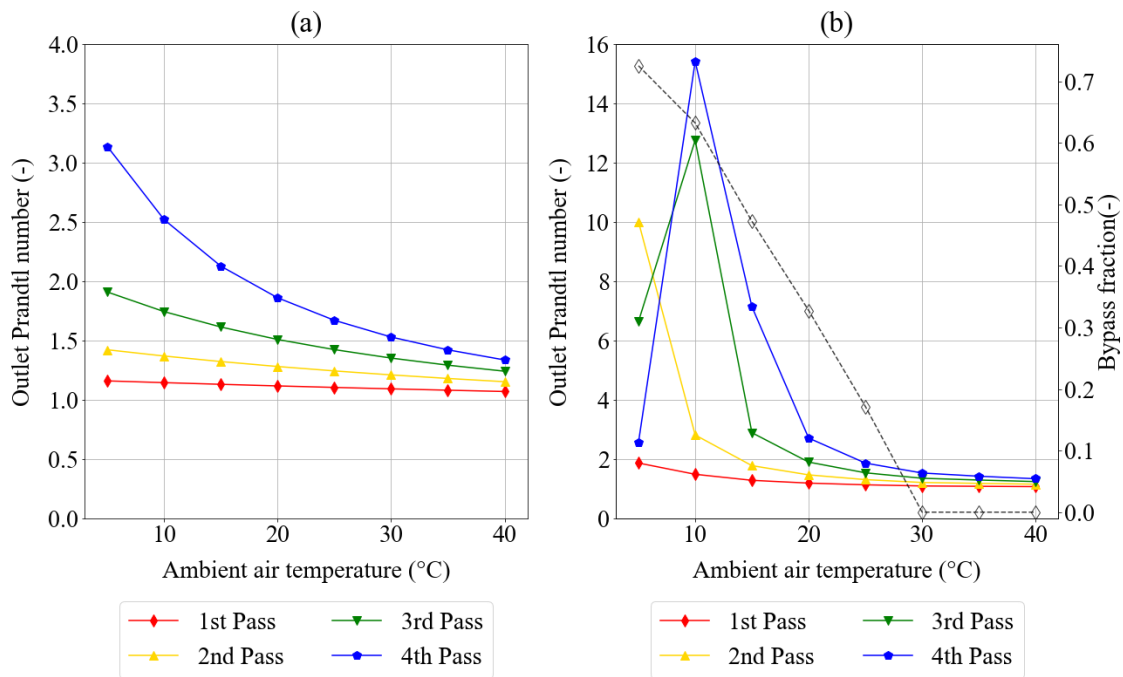 (a)
4.0
3.5
3.0
2.5
2.0
1.5
1.0
0.5
0.0
Outlet Prandtl number (-)
10
20
30
40
Ambient air temperature (°C)
1st Pass
2nd Pass
3rd Pass
4th Pass
(b)
16
14
12
10
8
6
4
2
0
Outlet Prandtl number (-)
0.7
0.6
0.5
0.4
0.3
0.2
0.1
0.0
Bypass fraction(-)
10
20
30
40
Ambient air temperature (°C)
1st Pass
2nd Pass
3rd Pass
4th Pass